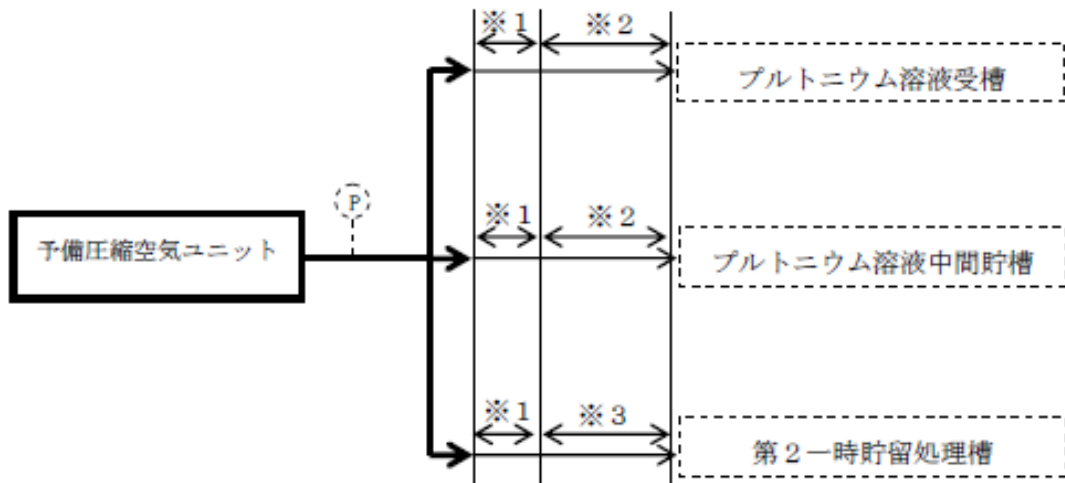 ※1 ※2
プルトニウム溶液受槽
P
※1 ※2
予備圧縮空気ユニット
プルトニウム溶液中間貯槽
※1 ※3
第2一時貯留処理槽